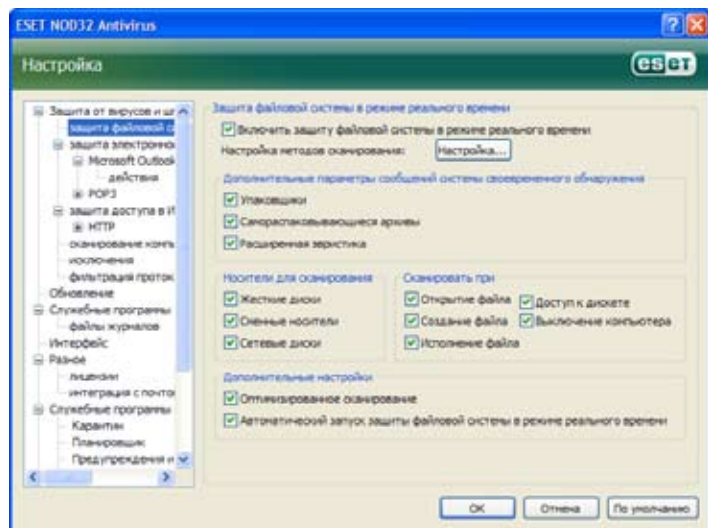 ESET NOD32 Antivirus
Настройка
eset
Защита от вирусов и ш
защита файловой с
защита электронно
Microsoft Outlook
действия
POP3
защита доступа в И
HTTP
сканирование компь
исключения
фильтрация проток
Обновление
Служебные программы
файлы журналов
Интерфейс
Разное
лицензии
интеграция с почто
Служебные программы
Карантин
Планировщик
Предупреждения и
Защита файловой системы в режиме реального времени
Включить защиту файловой системы в режиме реального времени
Настройка методов сканирования: Настройка...
Дополнительные параметры сообщений системы своевременного обнаружения
Упаковщики
Самораспаковывающиеся архивы
Расширенная эвристика
Носители для сканирования
Жесткие диски
Сменные носители
Сетевые диски
Сканировать при
Открытие файла Доступ к дискете
Создание файла Выключение компьютера
Исполнение файла
Дополнительные настройки
Оптимизированное сканирование
Автоматический запуск защиты файловой системы в режиме реального времени
OK Отмена По умолчанию